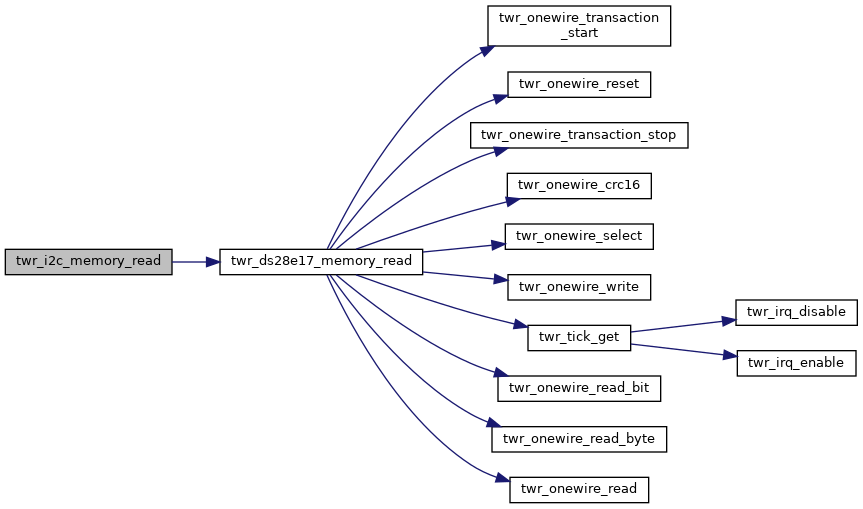 twr_i2c_memory_read
twr_ds28e17_memory_read
twr_onewire_transaction
_start
twr_onewire_reset
twr_onewire_transaction_stop
twr_onewire_crc16
twr_onewire_select
twr_onewire_write
twr_tick_get
twr_irq_disable
twr_irq_enable
twr_onewire_read_bit
twr_onewire_read_byte
twr_onewire_read